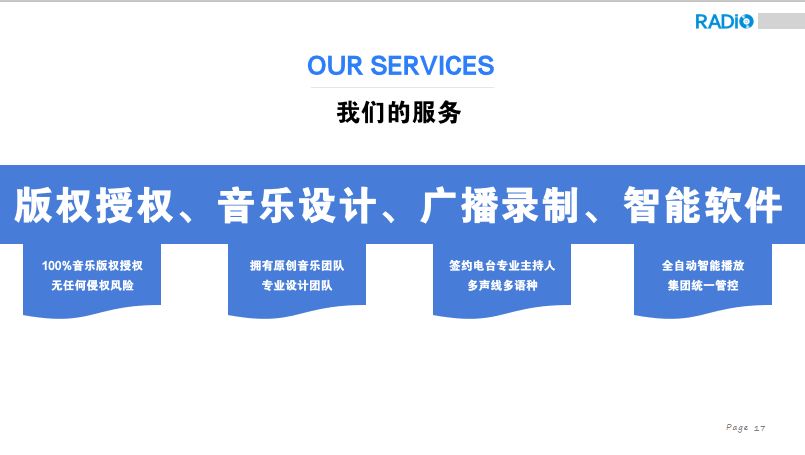 RADiO
OUR SERVICES
我们的服务
版权授权、音乐设计、广播录制、智能软件
100%音乐版权授权
无任何侵权风险
拥有原创音乐团队
专业设计团队
签约电台专业主持人
多声线多语种
全自动智能播放
集团统一管控
Page 17